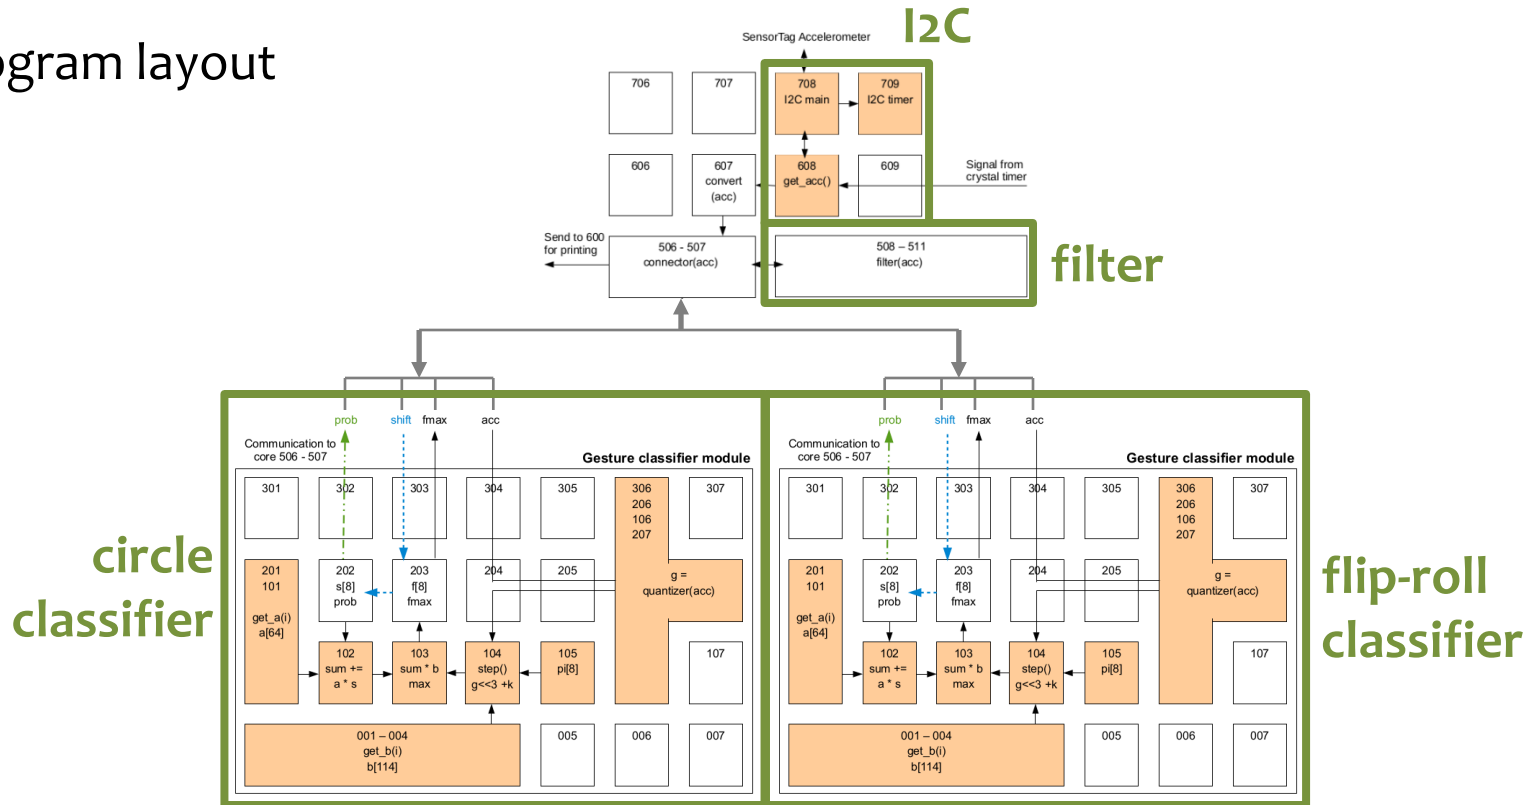 ogram layout
I2C
SensorTag Accelerometer
706
707
708
I2C main
709
I2C timer
606
607
convert
(acc)
608
get_acc()
609
Signal from
crystal timer
Send to 600
for printing
506 - 507
connector(acc)
508 – 511
filter(acc)
filter
prob
shift
fmax
acc
Communication to
core 506 - 507
Gesture classifier module
301
302
303
304
305
306
206
106
207
307
201
101
get_a(i)
a[64]
202
s[8]
prob
203
f[8]
fmax
204
205
g =
quantizer(acc)
102
sum +=
a * s
103
sum * b
max
104
step()
g<<3 +k
105
pi[8]
107
001 – 004
get_b(i)
b[114]
005
006
007
circle
classifier
prob
shift
fmax
acc
Communication to
core 506 - 507
Gesture classifier module
301
302
303
304
305
306
206
106
207
307
201
101
get_a(i)
a[64]
202
s[8]
prob
203
f[8]
fmax
204
205
g =
quantizer(acc)
102
sum +=
a * s
103
sum * b
max
104
step()
g<<3 +k
105
pi[8]
107
001 – 004
get_b(i)
b[114]
005
006
007
flip-roll
classifier